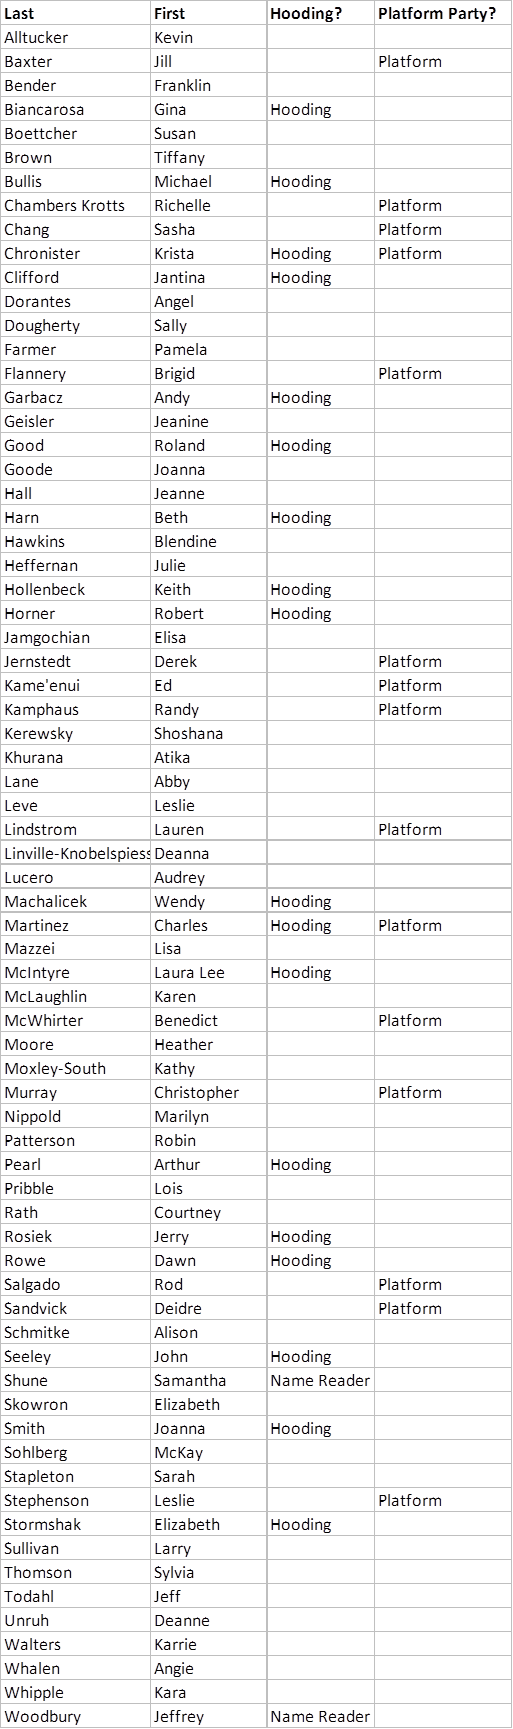 Last First Hooding? Platform Party?
Alltucker Kevin
Baxter Jill Platform
Bender Franklin
Biancarosa Gina Hooding
Boettcher Susan
Brown Tiffany
Bullis Michael Hooding
Chambers Krotts Richelle Platform
Chang Sasha Platform
Chronister Krista Hooding Platform
Clifford Jantina Hooding
Dorantes Angel
Dougherty Sally
Farmer Pamela
Flannery Brigid Platform
Garbacz Andy Hooding
Geisler Jeanine
Good Roland Hooding
Goode Joanna
Hall Jeanne
Harn Beth Hooding
Hawkins Blendine
Heffernan Julie
Hollenbeck Keith Hooding
Horner Robert Hooding
Jamgochian Elisa
Jernstedt Derek Platform
Kame'enui Ed Platform
Kamphaus Randy Platform
Kerewsky Shoshana
Khurana Atika
Lane Abby
Leve Leslie
Lindstrom Lauren Platform
Linville-Knobelspiess Deanna
Lucero Audrey
Machalicek Wendy Hooding
Martinez Charles Hooding Platform
Mazzei Lisa
McIntyre Laura Lee Hooding
McLaughlin Karen
McWhirter Benedict Platform
Moore Heather
Moxley-South Kathy
Murray Christopher Platform
Nippold Marilyn
Patterson Robin
Pearl Arthur Hooding
Pribble Lois
Rath Courtney
Rosiek Jerry Hooding
Rowe Dawn Hooding
Salgado Rod Platform
Sandvick Deidre Platform
Schmitke Alison
Seeley John Hooding
Shune Samantha Name Reader
Skowron Elizabeth
Smith Joanna Hooding
Sohlberg McKay
Stapleton Sarah
Stephenson Leslie Platform
Stormshak Elizabeth Hooding
Sullivan Larry
Thomson Sylvia
Todahl Jeff
Unruh Deanne
Walters Karrie
Whalen Angie
Whipple Kara
Woodbury Jeffrey Name Reader